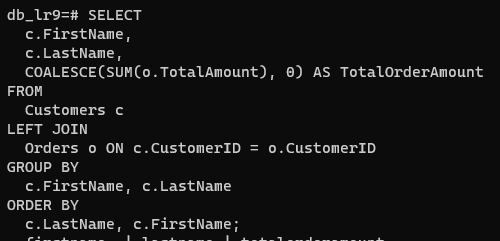 db_lr9=# SELECT
c.FirstName,
c.LastName,
COALESCE(SUM(o.TotalAmount), 0) AS TotalOrderAmount
FROM
Customers c
LEFT JOIN
Orders o ON c.CustomerID = o.CustomerID
GROUP BY
c.FirstName, c.LastName
ORDER BY
c.LastName, c.FirstName;
firstname | lastname | totalorderamount